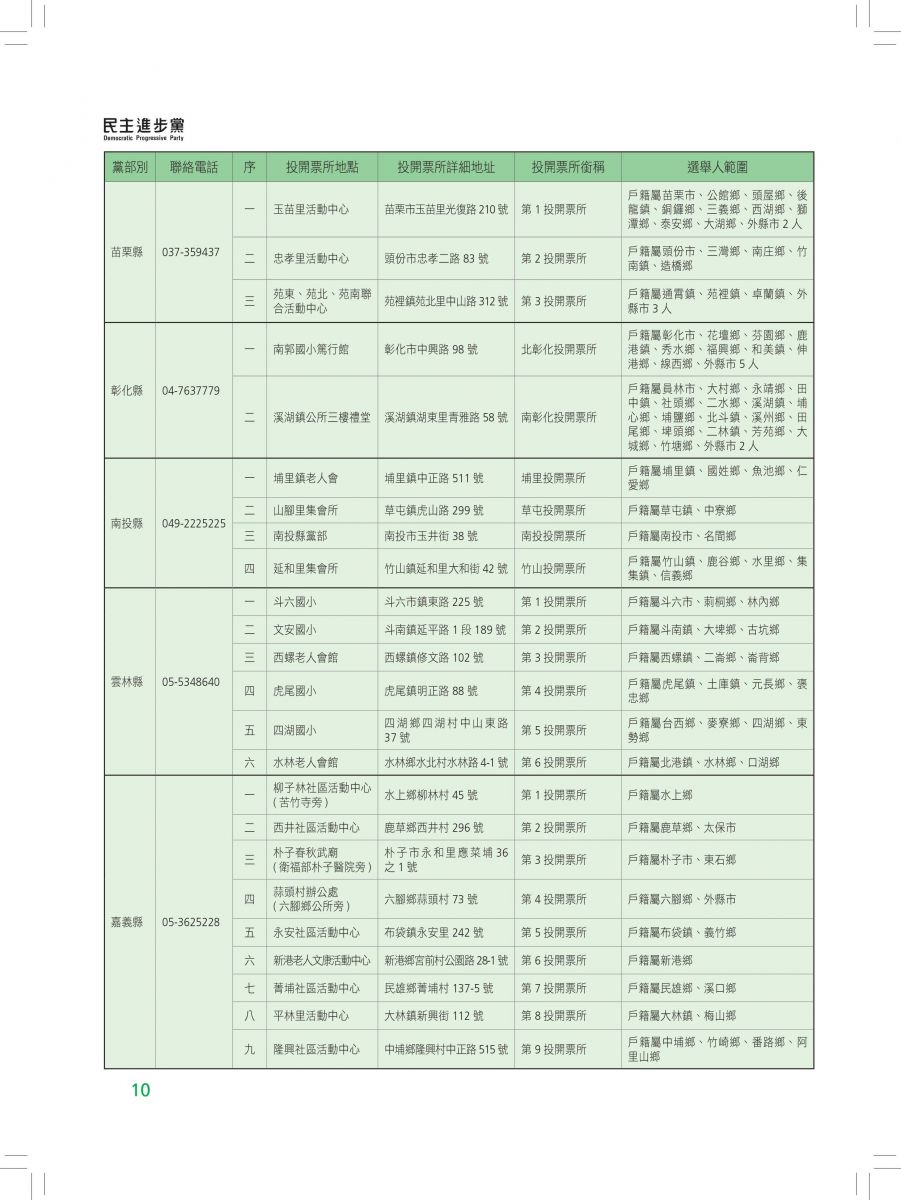 民主進步黨
Democratic Progressive Party
黨部別 聯絡電話 序 投開票所地點 投開票所詳細地址 投開票所銜稱 選舉人範圍
苗栗縣 037-359437
一 玉苗里活動中心 苗栗市玉苗里光復路 210 號 第 1 投開票所
戶籍屬苗栗市、公館鄉、頭屋鄉、後
龍鎮、銅鑼鄉、三義鄉、西湖鄉、獅
潭鄉、泰安鄉、大湖鄉、外縣市 2 人
二 忠孝里活動中心 頭份市忠孝二路 83 號 第 2 投開票所
戶籍屬頭份市、三灣鄉、南庄鄉、竹
南鎮、造橋鄉
三 苑東、苑北、苑南聯
合活動中心 苑裡鎮苑北里中山路 312 號 第 3 投開票所
戶籍屬通霄鎮、苑裡鎮、卓蘭鎮、外
縣市 3 人
彰化縣 04-7637779
一 南郭國小篤行館 彰化市中興路 98 號 北彰化投開票所
戶籍屬彰化市、花壇鄉、芬園鄉、鹿
港鎮、秀水鄉、福興鄉、和美鎮、伸
港鄉、線西鄉、外縣市 5 人
二 溪湖鎮公所三樓禮堂 溪湖鎮湖東里青雅路 58 號 南彰化投開票所
戶籍屬員林市、大村鄉、永靖鄉、田
中鎮、社頭鄉、二水鄉、溪湖鎮、埔
心鄉、埔鹽鄉、北斗鎮、溪州鄉、田
尾鄉、埤頭鄉、二林鎮、芳苑鄉、大
城鄉、竹塘鄉、外縣市 2 人
南投縣 049-2225225
一 埔里鎮老人會 埔里鎮中正路 511 號 埔里投開票所
戶籍屬埔里鎮、國姓鄉、魚池鄉、仁
愛鄉
二 山腳里集會所 草屯鎮虎山路 299 號 草屯投開票所 戶籍屬草屯鎮、中寮鄉
三 南投縣黨部 南投市玉井街 38 號 南投投開票所 戶籍屬南投市、名間鄉
四 延和里集會所 竹山鎮延和里大和街 42 號 竹山投開票所
戶籍屬竹山鎮、鹿谷鄉、水里鄉、集
集鎮、信義鄉
雲林縣 05-5348640
一 斗六國小 斗六市鎮東路 225 號 第 1 投開票所 戶籍屬斗六市、莿桐鄉、林內鄉
二 文安國小 斗南鎮延平路 1 段 189 號 第 2 投開票所 戶籍屬斗南鎮、大埤鄉、古坑鄉
三 西螺老人會館 西螺鎮修文路 102 號 第 3 投開票所 戶籍屬西螺鎮、二崙鄉、崙背鄉
四 虎尾國小 虎尾鎮明正路 88 號 第 4 投開票所
戶籍屬虎尾鎮、土庫鎮、元長鄉、褒
忠鄉
五 四湖國小 四湖鄉四湖村中山東路
37 號 第 5 投開票所
戶籍屬台西鄉、麥寮鄉、四湖鄉、東
勢鄉
六 水林老人會館 水林鄉水北村水林路 4-1 號 第 6 投開票所 戶籍屬北港鎮、水林鄉、口湖鄉
嘉義縣 05-3625228
一 柳子林社區活動中心
( 苦竹寺旁 ) 水上鄉柳林村 45 號 第 1 投開票所 戶籍屬水上鄉
二 西井社區活動中心 鹿草鄉西井村 296 號 第 2 投開票所 戶籍屬鹿草鄉、太保市
三 朴子春秋武廟
( 衛福部朴子醫院旁 ) 朴子市永和里應菜埔 36
之 1 號 第 3 投開票所 戶籍屬朴子市、東石鄉
四 蒜頭村辦公處
( 六腳鄉公所旁 ) 六腳鄉蒜頭村 73 號 第 4 投開票所 戶籍屬六腳鄉、外縣市
五 永安社區活動中心 布袋鎮永安里 242 號 第 5 投開票所 戶籍屬布袋鎮、義竹鄉
六 新港老人文康活動中心 新港鄉宮前村公園路 28-1 號 第 6 投開票所 戶籍屬新港鄉
七 菁埔社區活動中心 民雄鄉菁埔村 137-5 號 第 7 投開票所 戶籍屬民雄鄉、溪口鄉
八 平林里活動中心 大林鎮新興街 112 號 第 8 投開票所 戶籍屬大林鎮、梅山鄉
九 隆興社區活動中心 中埔鄉隆興村中正路 515 號 第 9 投開票所
戶籍屬中埔鄉、竹崎鄉、番路鄉、阿
里山鄉
10